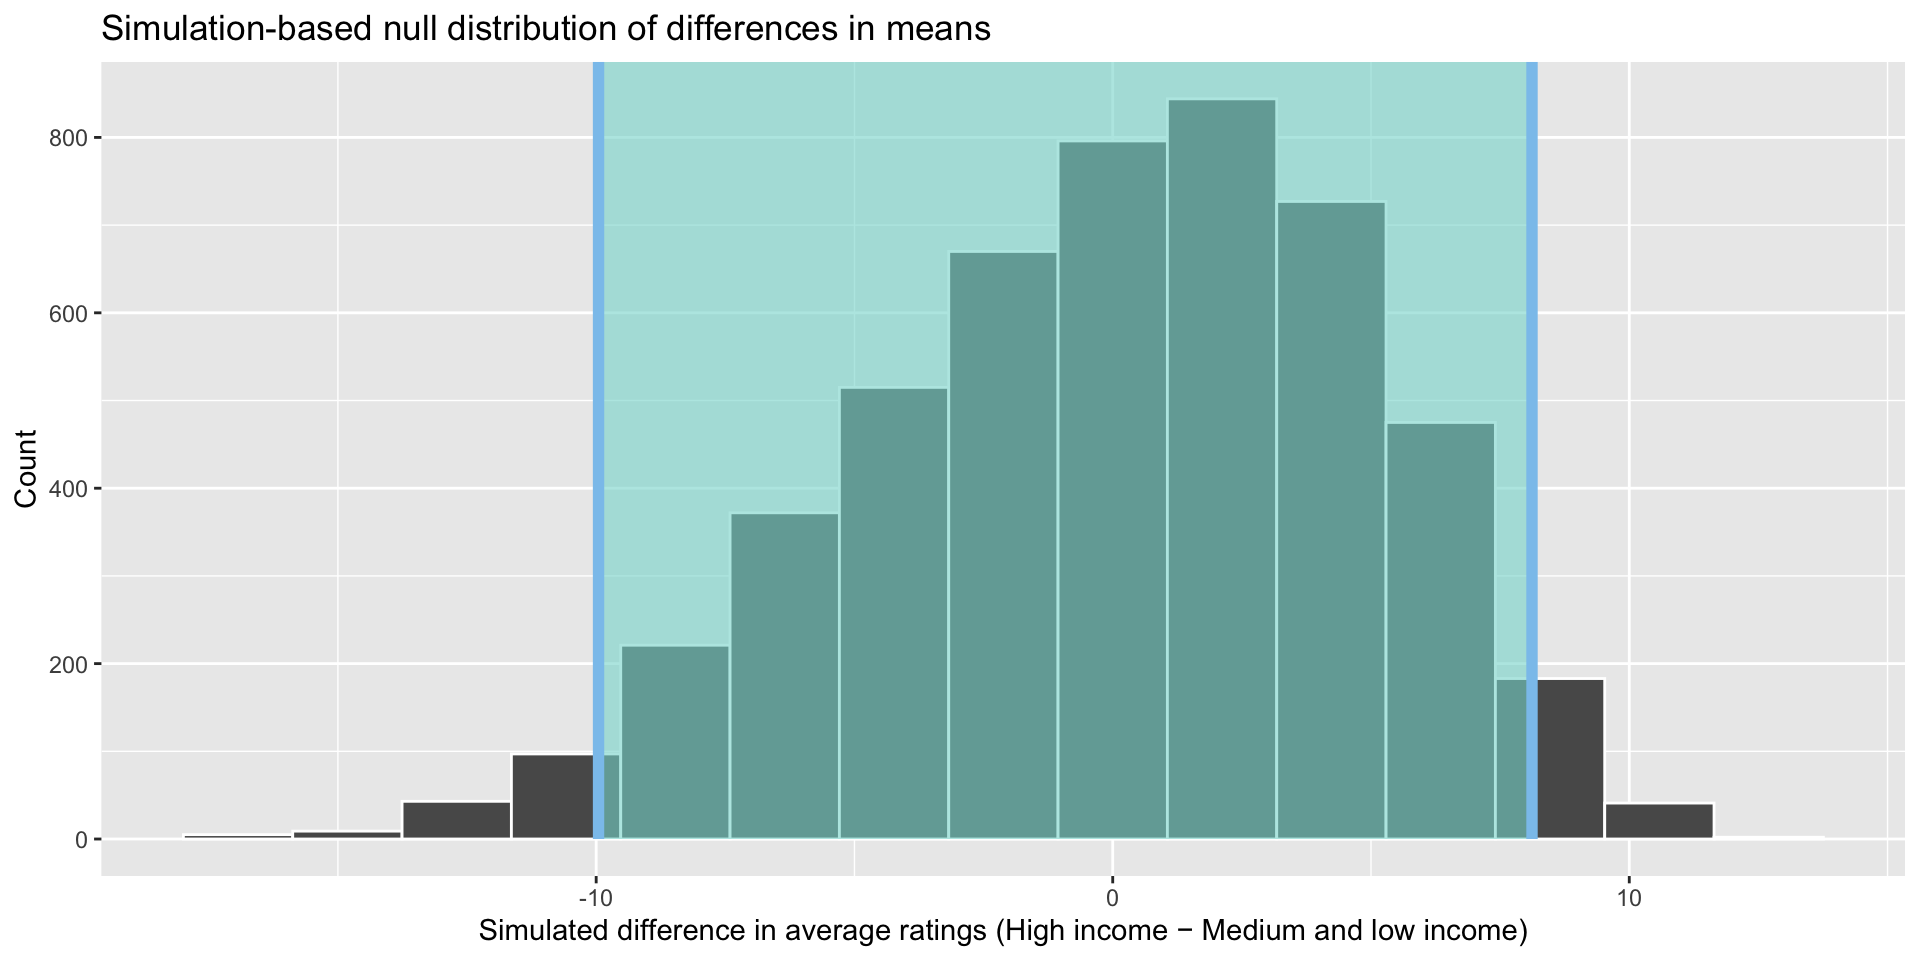 Simulation-based null distribution of differences in means
800
600
400
200
0
Count
-10
0
10
Simulated difference in average ratings (High income − Medium and low income)